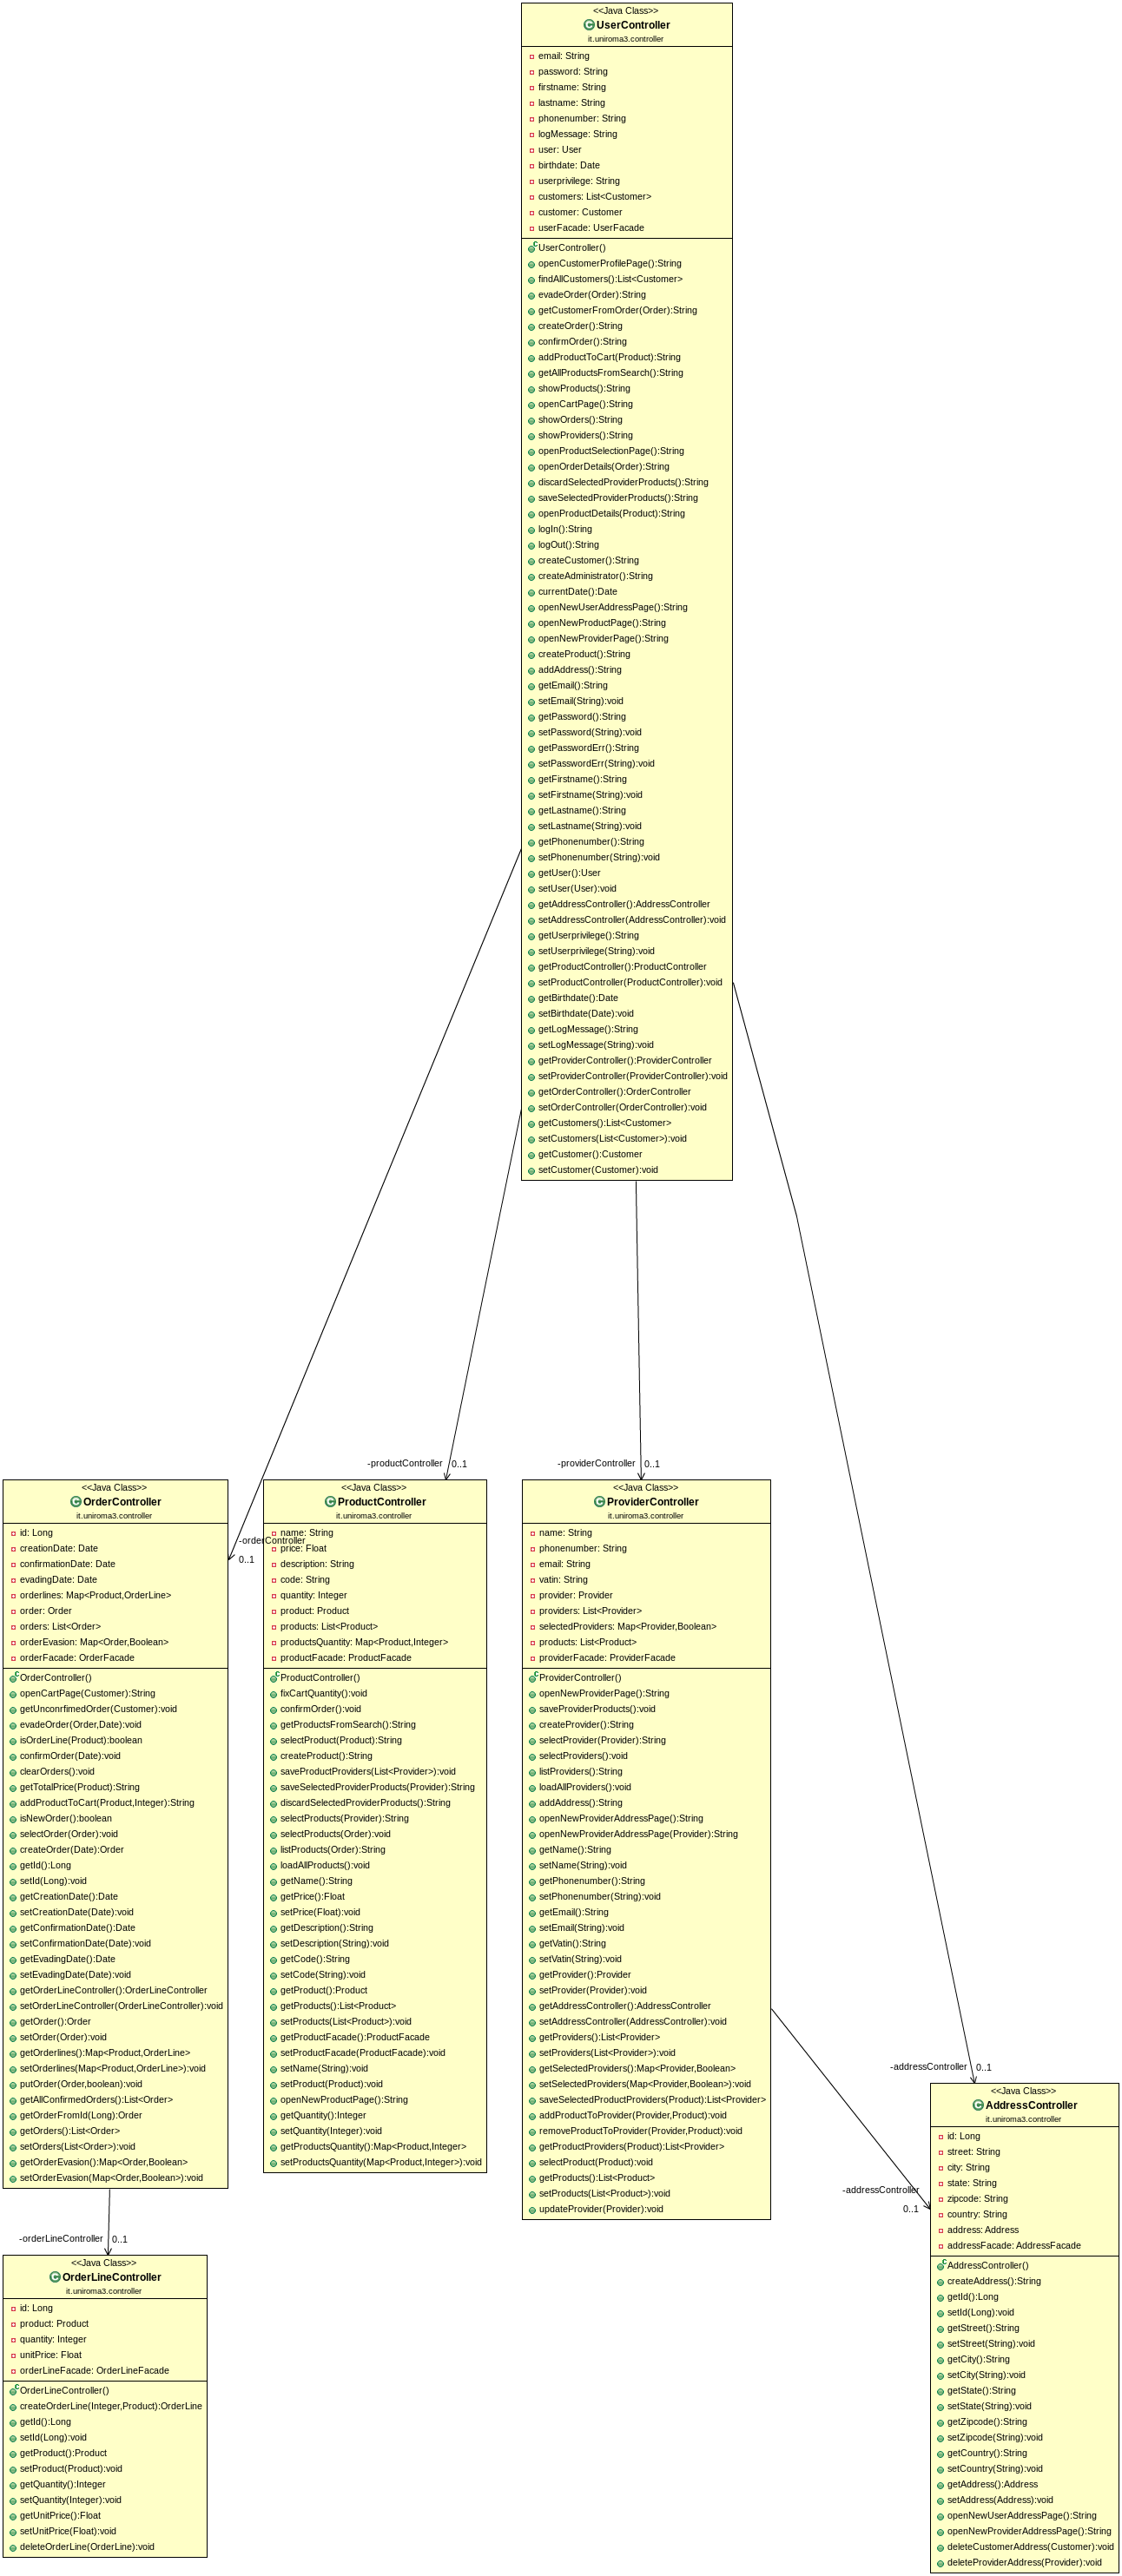 <<Java Class>>
UserController
it.uniroma3.controller
email: String
password: String
firstname: String
lastname: String
phonenumber: String
logMessage: String
user: User
birthdate: Date
userprivilege: String
customers: List<Customer>
customer: Customer
userFacade: UserFacade
UserController()
openCustomerProfilePage():String
findAllCustomers():List<Customer>
evadeOrder(Order):String
getCustomerFromOrder(Order):String
createOrder():String
confirmOrder():String
addProductToCart(Product):String
getAllProductsFromSearch():String
showProducts():String
openCartPage():String
showOrders():String
showProviders():String
openProductSelectionPage():String
openOrderDetails(Order):String
discardSelectedProviderProducts():String
saveSelectedProviderProducts():String
openProductDetails(Product):String
logIn():String
logOut():String
createCustomer():String
createAdministrator():String
currentDate():Date
openNewUserAddressPage():String
openNewProductPage():String
openNewProviderPage():String
createProduct():String
addAddress():String
getEmail():String
setEmail(String):void
getPassword():String
setPassword(String):void
getPasswordErr():String
setPasswordErr(String):void
getFirstname():String
setFirstname(String):void
getLastname():String
setLastname(String):void
getPhonenumber():String
setPhonenumber(String):void
getUser():User
setUser(User):void
getAddressController():AddressController
setAddressController(AddressController):void
getUserprivilege():String
setUserprivilege(String):void
getProductController():ProductController
setProductController(ProductController):void
getBirthdate():Date
setBirthdate(Date):void
getLogMessage():String
setLogMessage(String):void
getProviderController():ProviderController
setProviderController(ProviderController):void
getOrderController():OrderController
setOrderController(OrderController):void
getCustomers():List<Customer>
setCustomers(List<Customer>):void
getCustomer():Customer
setCustomer(Customer):void
-orderController
0..1
-productController
0..1
-providerController
0..1
-addressController
0..1
<<Java Class>>
OrderController
it.uniroma3.controller
id: Long
creationDate: Date
confirmationDate: Date
evadingDate: Date
orderlines: Map<Product,OrderLine>
order: Order
orders: List<Order>
orderEvasion: Map<Order,Boolean>
orderFacade: OrderFacade
OrderController()
openCartPage(Customer):String
getUnconrfimedOrder(Customer):void
evadeOrder(Order,Date):void
isOrderLine(Product):boolean
confirmOrder(Date):void
clearOrders():void
getTotalPrice(Product):String
addProductToCart(Product,Integer):String
isNewOrder():boolean
selectOrder(Order):void
createOrder(Date):Order
getId():Long
setId(Long):void
getCreationDate():Date
setCreationDate(Date):void
getConfirmationDate():Date
setConfirmationDate(Date):void
getEvadingDate():Date
setEvadingDate(Date):void
getOrderLineController():OrderLineController
setOrderLineController(OrderLineController):void
getOrder():Order
setOrder(Order):void
getOrderlines():Map<Product,OrderLine>
setOrderlines(Map<Product,OrderLine>):void
putOrder(Order,boolean):void
getAllConfirmedOrders():List<Order>
getOrderFromId(Long):Order
getOrders():List<Order>
setOrders(List<Order>):void
getOrderEvasion():Map<Order,Boolean>
setOrderEvasion(Map<Order,Boolean>):void
<<Java Class>>
ProductController
it.uniroma3.controller
name: String
price: Float
description: String
code: String
quantity: Integer
product: Product
products: List<Product>
productsQuantity: Map<Product,Integer>
productFacade: ProductFacade
ProductController()
fixCartQuantity():void
confirmOrder():void
getProductsFromSearch():String
selectProduct(Product):String
createProduct():String
saveProductProviders(List<Provider>):void
saveSelectedProviderProducts(Provider):String
discardSelectedProviderProducts():String
selectProducts(Provider):String
selectProducts(Order):void
listProducts(Order):String
loadAllProducts():void
getName():String
getPrice():Float
setPrice(Float):void
getDescription():String
setDescription(String):void
getCode():String
setCode(String):void
getProduct():Product
getProducts():List<Product>
setProducts(List<Product>):void
getProductFacade():ProductFacade
setProductFacade(ProductFacade):void
setName(String):void
setProduct(Product):void
openNewProductPage():String
getQuantity():Integer
setQuantity(Integer):void
getProductsQuantity():Map<Product,Integer>
setProductsQuantity(Map<Product,Integer>):void
<<Java Class>>
ProviderController
it.uniroma3.controller
name: String
phonenumber: String
email: String
vatin: String
provider: Provider
providers: List<Provider>
selectedProviders: Map<Provider,Boolean>
products: List<Product>
providerFacade: ProviderFacade
ProviderController()
openNewProviderPage():String
saveProviderProducts():void
createProvider():String
selectProvider(Provider):String
selectProviders():void
listProviders():String
loadAllProviders():void
addAddress():String
openNewProviderAddressPage():String
openNewProviderAddressPage(Provider):String
getName():String
setName(String):void
getPhonenumber():String
setPhonenumber(String):void
getEmail():String
setEmail(String):void
getVatin():String
setVatin(String):void
getProvider():Provider
setProvider(Provider):void
getAddressController():AddressController
setAddressController(AddressController):void
getProviders():List<Provider>
setProviders(List<Provider>):void
getSelectedProviders():Map<Provider,Boolean>
setSelectedProviders(Map<Provider,Boolean>):void
saveSelectedProductProviders(Product):List<Provider>
addProductToProvider(Provider,Product):void
removeProductToProvider(Provider,Product):void
getProductProviders(Product):List<Provider>
selectProduct(Product):void
getProducts():List<Product>
setProducts(List<Product>):void
updateProvider(Provider):void
-addressController
0..1
-orderLineController
0..1
<<Java Class>>
OrderLineController
it.uniroma3.controller
id: Long
product: Product
quantity: Integer
unitPrice: Float
orderLineFacade: OrderLineFacade
OrderLineController()
createOrderLine(Integer,Product):OrderLine
getId():Long
setId(Long):void
getProduct():Product
setProduct(Product):void
getQuantity():Integer
setQuantity(Integer):void
getUnitPrice():Float
setUnitPrice(Float):void
deleteOrderLine(OrderLine):void
<<Java Class>>
AddressController
it.uniroma3.controller
id: Long
street: String
city: String
state: String
zipcode: String
country: String
address: Address
addressFacade: AddressFacade
AddressController()
createAddress():String
getId():Long
setId(Long):void
getStreet():String
setStreet(String):void
getCity():String
setCity(String):void
getState():String
setState(String):void
getZipcode():String
setZipcode(String):void
getCountry():String
setCountry(String):void
getAddress():Address
setAddress(Address):void
openNewUserAddressPage():String
openNewProviderAddressPage():String
deleteCustomerAddress(Customer):void
deleteProviderAddress(Provider):void